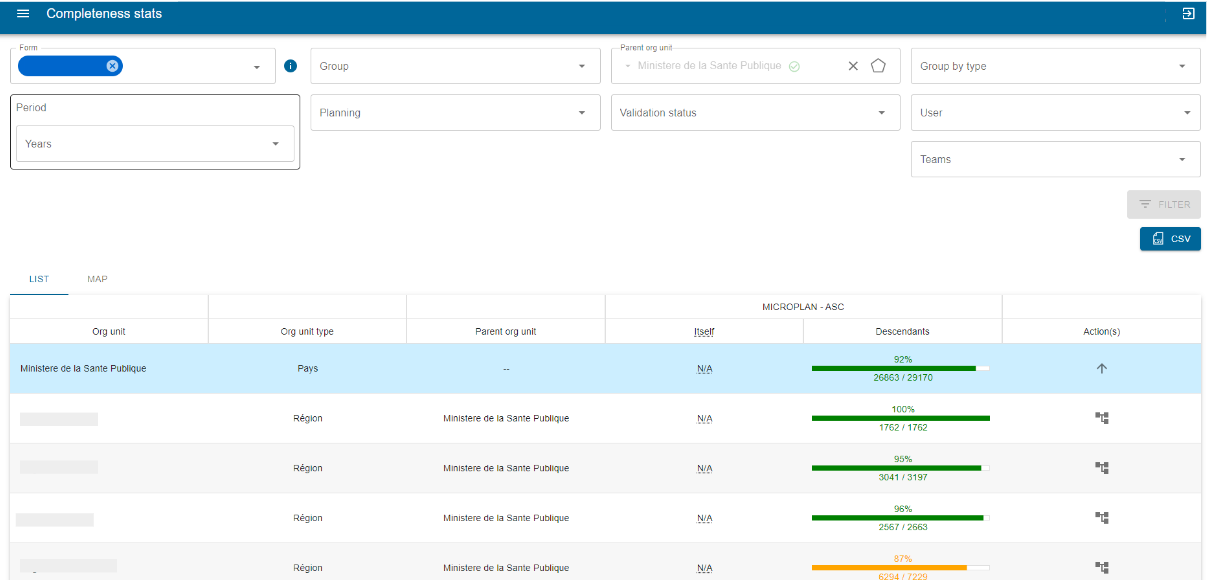 Completeness stats
Form
Group
Parent org unit
Ministere de la Sante Publique
Group by type
Period
Years
Planning
Validation status
User
Teams
FILTER
CSV
LIST MAP
MICROPLAN - ASC
Org unit Org unit type Parent org unit Itself Descendants Action(s)
Ministere de la Sante Publique Pays -- N/A 92% 26863 / 29170
Région Ministere de la Sante Publique N/A 100% 1762 / 1762
Région Ministere de la Sante Publique N/A 95% 3041 / 3197
Région Ministere de la Sante Publique N/A 96% 2567 / 2663
Région Ministere de la Sante Publique N/A 87% 6294 / 7229